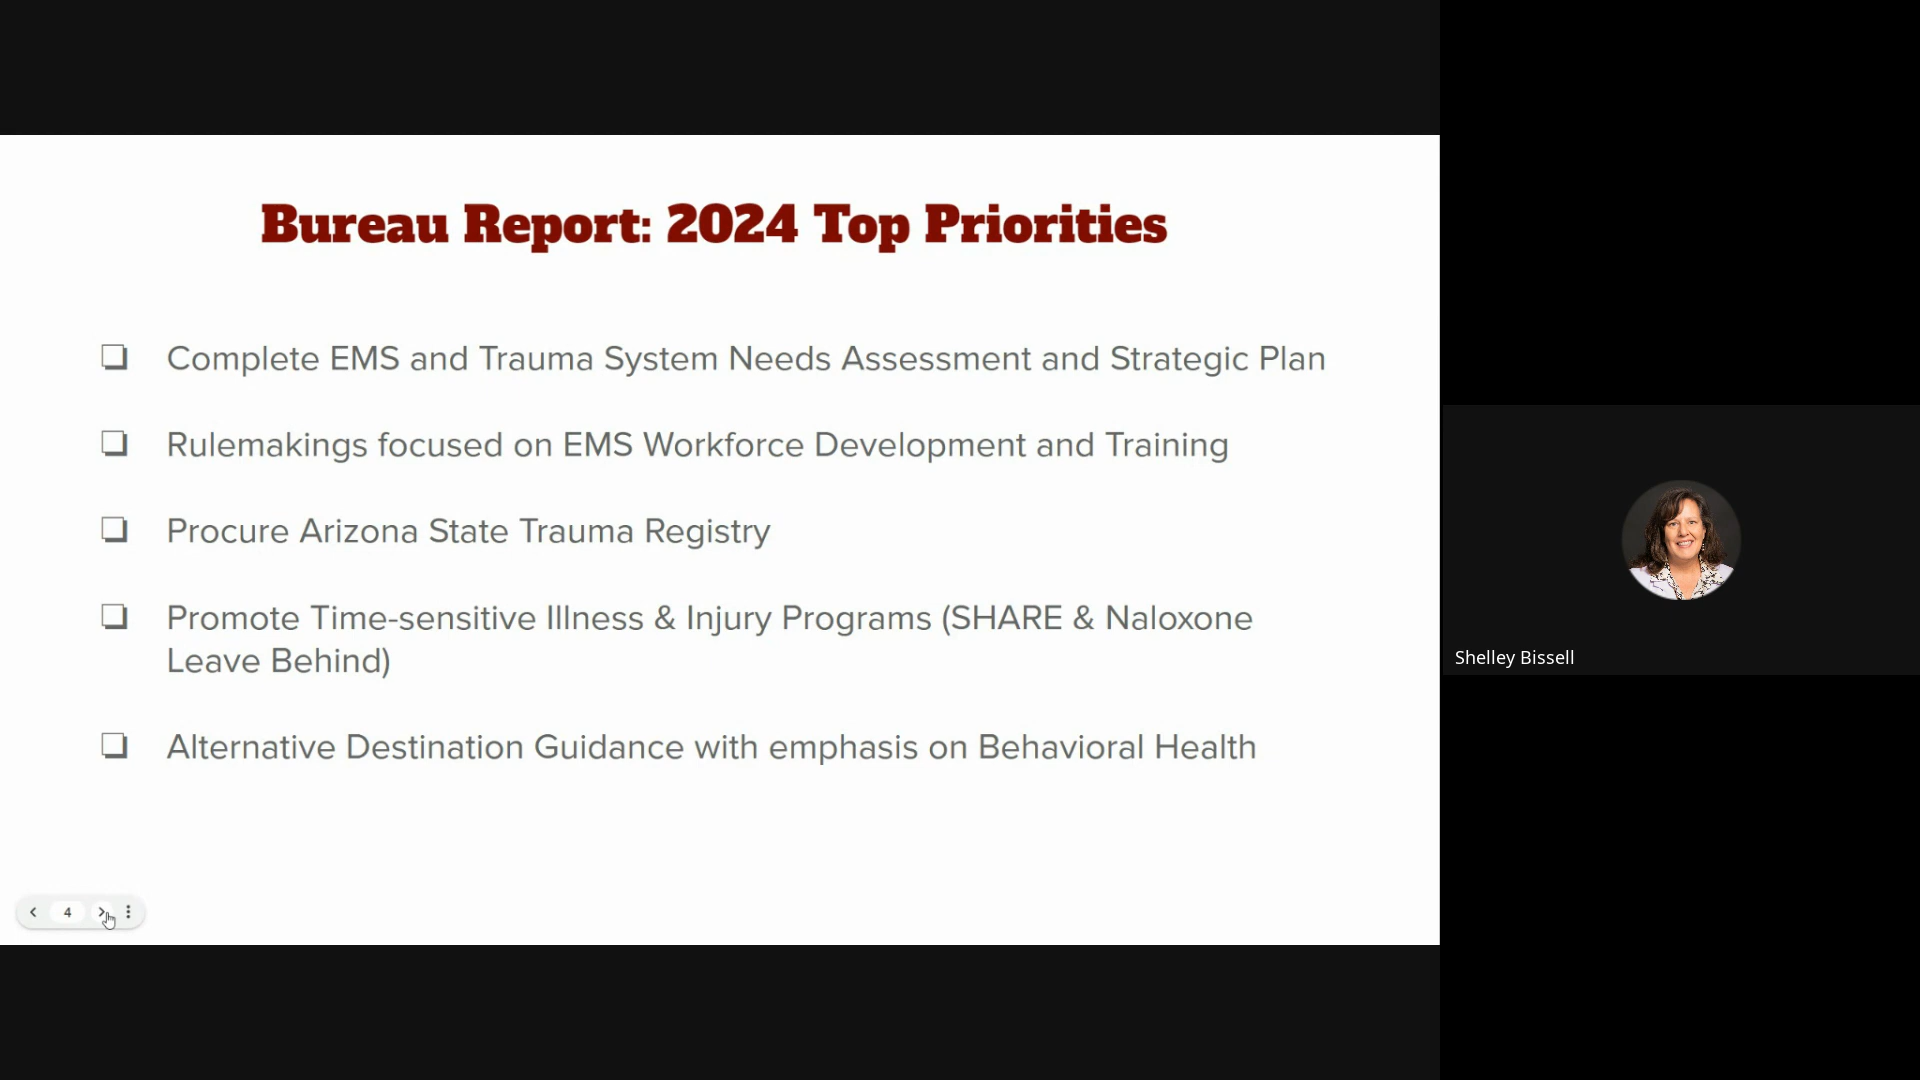 Bureau Report: 2024 Top Priorities
❏ Complete EMS and Trauma System Needs Assessment and Strategic Plan
❏ Rulemakings focused on EMS Workforce Development and Training
❏ Procure Arizona State Trauma Registry
❏ Promote Time-sensitive Illness & Injury Programs (SHARE & Naloxone
Leave Behind)
❏ Alternative Destination Guidance with emphasis on Behavioral Health
4
Shelley Bissell